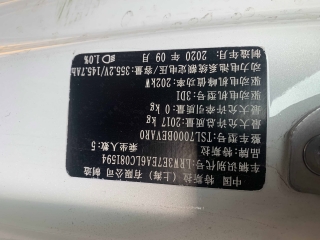 中国 特斯拉（上海）有限公司 制造
车辆识别代号:LRW3E7EA6LC081594
品牌:特斯拉 乘坐人数:5
整车型号:TSL7000BEVAR0
最大允许总质量:2017 kg
最大允许牵引质量:0 kg
驱动电机型号:3D1
驱动电机峰值功率:202kW
动力电池系统额定电压/容量:355.2V/145.7Ah
制造年月:2020 年 09 月 1.0%